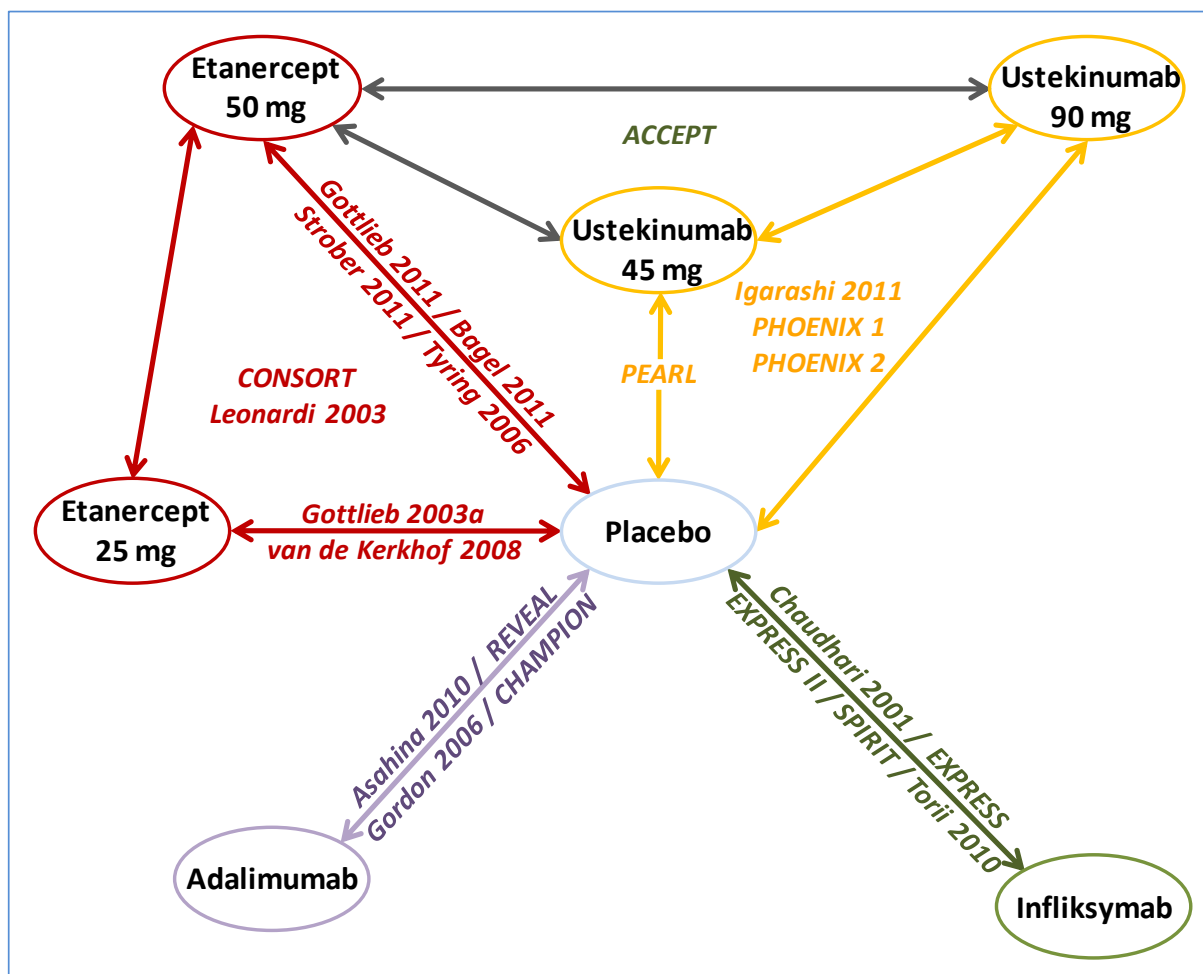 Etanercept
50 mg
Ustekinumab
90 mg
ACCEPT
Ustekinumab
45 mg
Gottlieb 2011 / Bagel 2011
Strober 2011 / Tyring 2006
Igarashi 2011
PHOENIX 1
PHOENIX 2
PEARL
CONSORT
Leonardi 2003
Etanercept
25 mg
Gottlieb 2003a
van de Kerkhof 2008
Placebo
Asahina 2010 / REVEAL
Gordon 2006 / CHAMPION
Chaudhari 2001 / EXPRESS
EXPRESS II / SPIRIT / Torii 2010
Adalimumab
Infliksymab